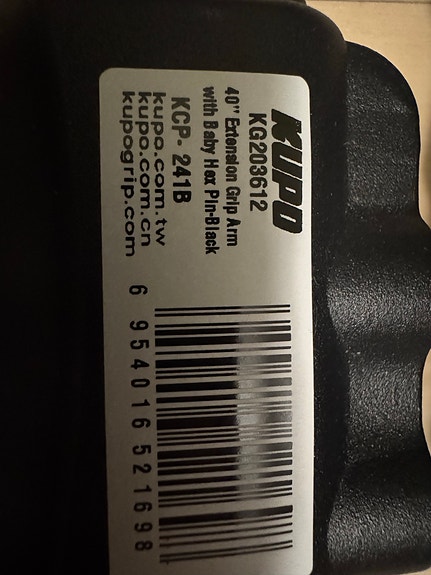 KUPO
KG203612
40" Extension Grip Arm
with Baby Hex Pin-Black
KCP- 241B
kupo.com.tw
kupo.com.cn
kupogrip.com
6 954016 521698